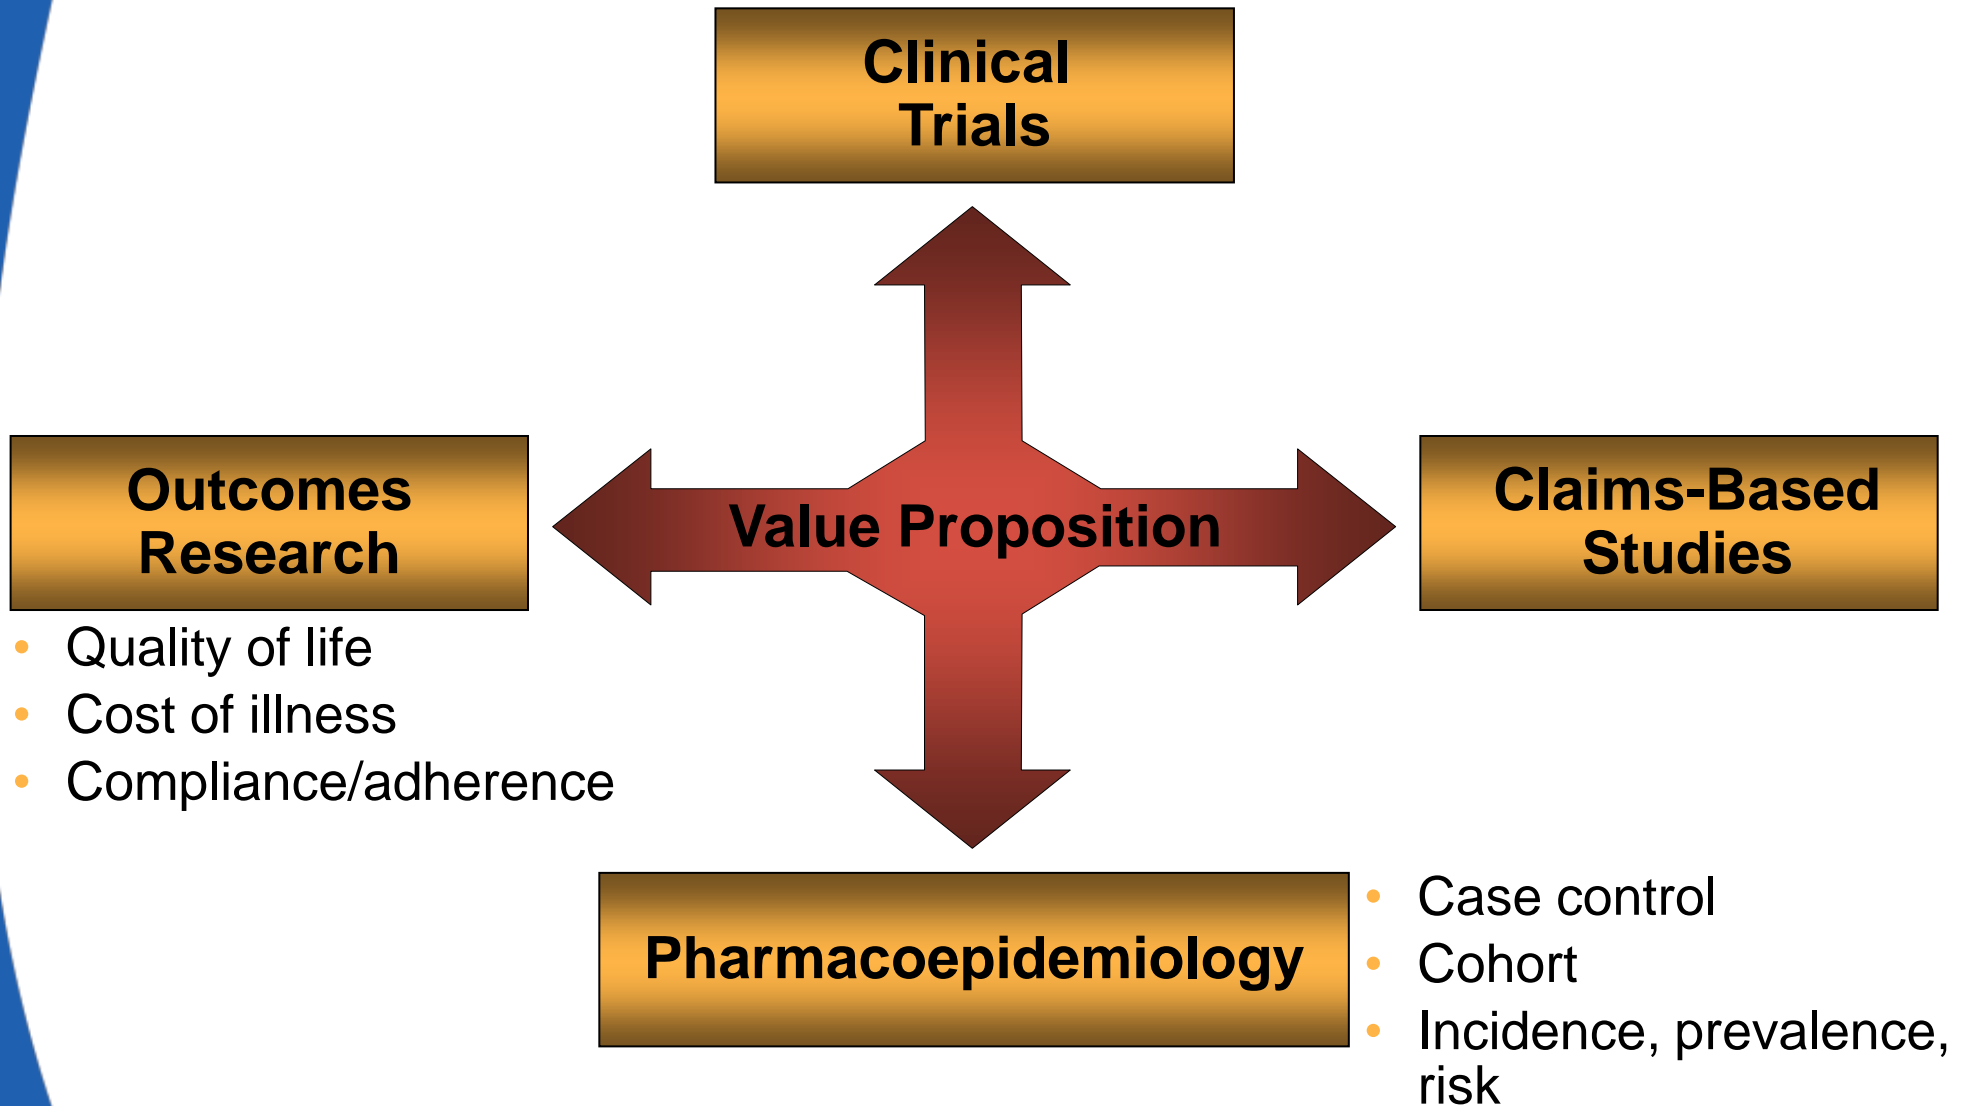 Clinical
Trials
Outcomes
Research
Value Proposition
Claims-Based
Studies
• Quality of life
• Cost of illness
• Compliance/adherence
Pharmacoepidemiology
• Case control
• Cohort
• Incidence, prevalence,
risk